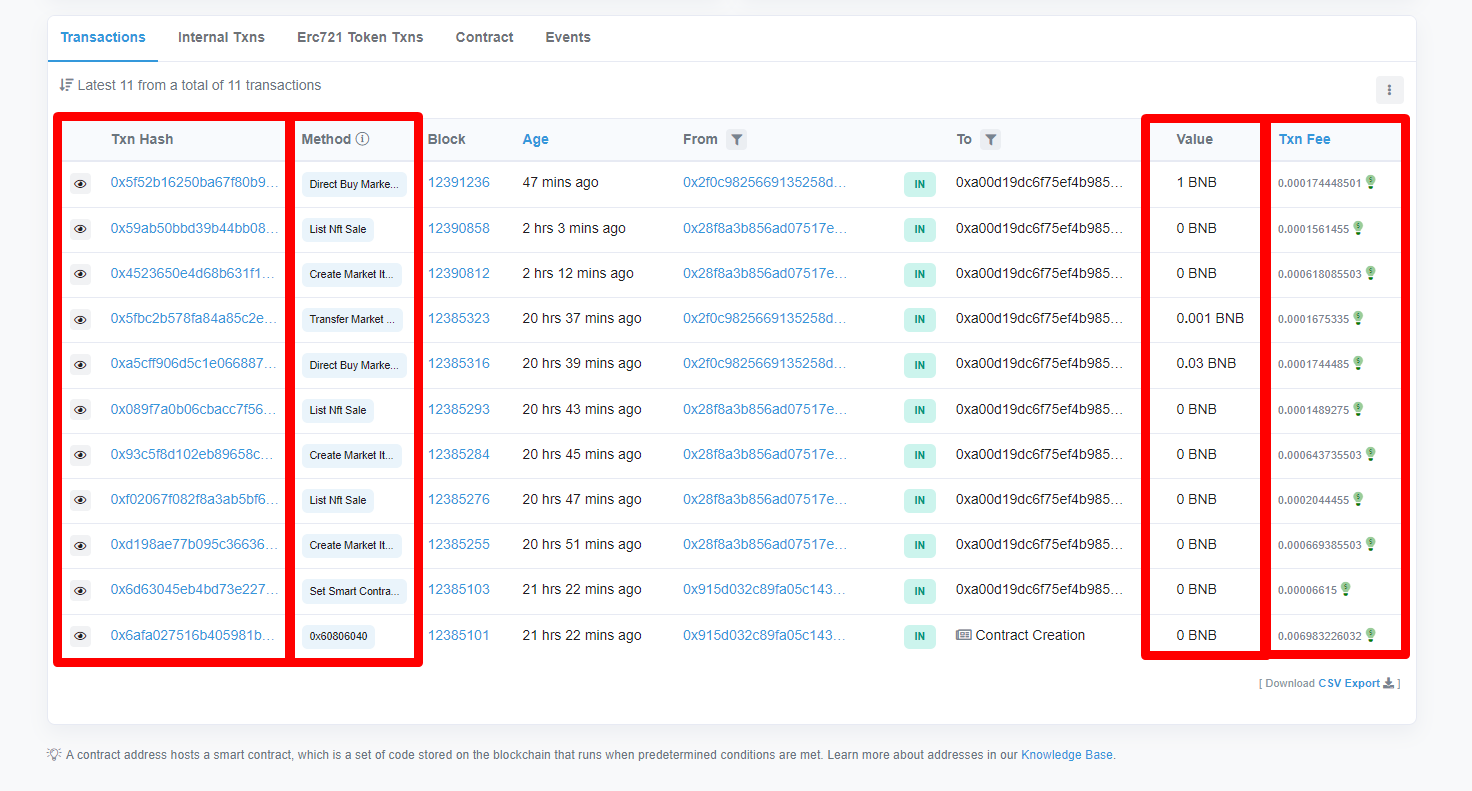 Transactions Internal Txns Erc721 Token Txns Contract Events
Latest 11 from a total of 11 transactions
Txn Hash Method Block Age From To Value Txn Fee
0x5f52b16250ba67f80b9... Direct Buy Marke... 12391236 47 mins ago 0x2f0c9825669135258d... IN 0xa00d19dc6f75ef4b985... 1 BNB 0.000174448501
0x59ab50bbd39b44bb08... List Nft Sale 12390858 2 hrs 3 mins ago 0x28f8a3b856ad07517e... IN 0xa00d19dc6f75ef4b985... 0 BNB 0.0001561455
0x4523650e4d68b631f1... Create Market It... 12390812 2 hrs 12 mins ago 0x28f8a3b856ad07517e... IN 0xa00d19dc6f75ef4b985... 0 BNB 0.000618085503
0x5fbc2b578fa84a85c2e... Transfer Market ... 12385323 20 hrs 37 mins ago 0x2f0c9825669135258d... IN 0xa00d19dc6f75ef4b985... 0.001 BNB 0.0001675335
0xa5cff906d5c1e066887... Direct Buy Marke... 12385316 20 hrs 39 mins ago 0x2f0c9825669135258d... IN 0xa00d19dc6f75ef4b985... 0.03 BNB 0.0001744485
0x089f7a0b06cbacc7f56... List Nft Sale 12385293 20 hrs 43 mins ago 0x28f8a3b856ad07517e... IN 0xa00d19dc6f75ef4b985... 0 BNB 0.0001489275
0x93c5f8d102eb89658c... Create Market It... 12385284 20 hrs 45 mins ago 0x28f8a3b856ad07517e... IN 0xa00d19dc6f75ef4b985... 0 BNB 0.000643735503
0xf02067f082f8a3ab5bf6... List Nft Sale 12385276 20 hrs 47 mins ago 0x28f8a3b856ad07517e... IN 0xa00d19dc6f75ef4b985... 0 BNB 0.0002044455
0xd198ae77b095c36636... Create Market It... 12385255 20 hrs 51 mins ago 0x28f8a3b856ad07517e... IN 0xa00d19dc6f75ef4b985... 0 BNB 0.000669385503
0x6d63045eb4bd73e227... Set Smart Contra... 12385103 21 hrs 22 mins ago 0x915d032c89fa05c143... IN 0xa00d19dc6f75ef4b985... 0 BNB 0.00006615
0x6afa027516b405981b... 0x60806040 12385101 21 hrs 22 mins ago 0x915d032c89fa05c143... IN Contract Creation 0 BNB 0.006983226032
[ Download CSV Export ]
A contract address hosts a smart contract, which is a set of code stored on the blockchain that runs when predetermined conditions are met. Learn more about addresses in our Knowledge Base.